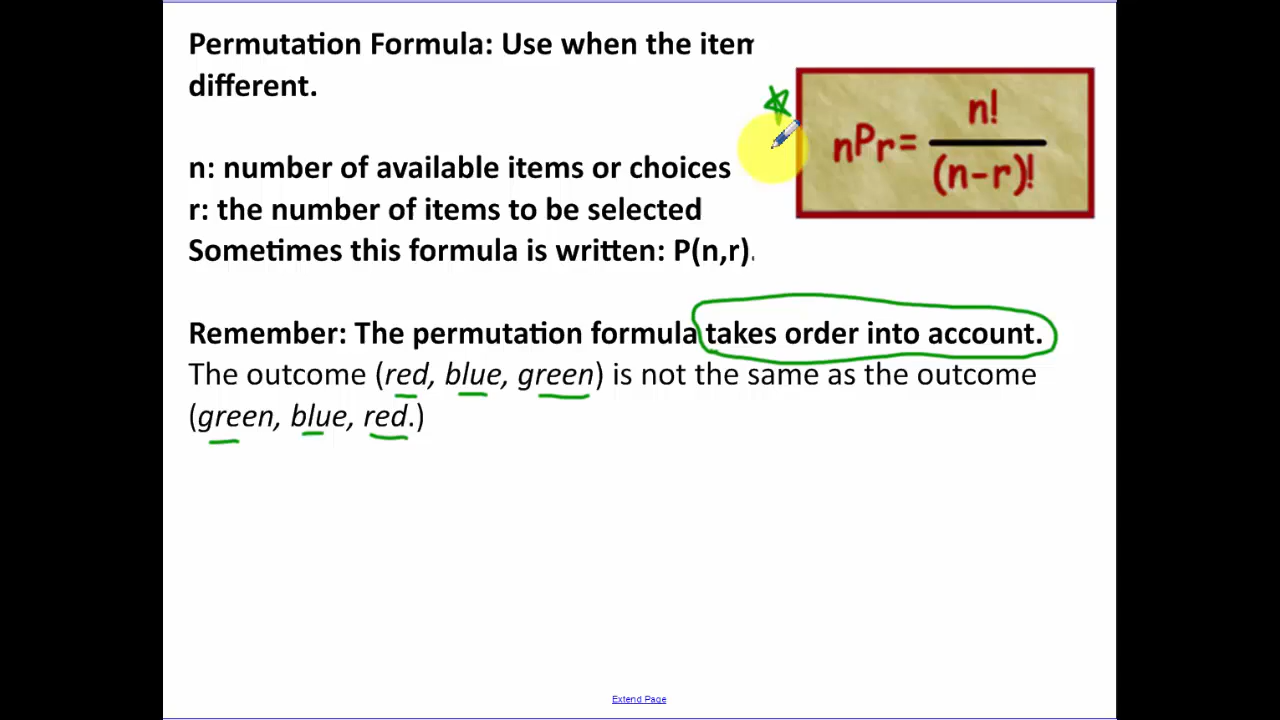 Permutation Formula: Use when the
different.
n: number of available items or choices
r: the number of items to be selected
Sometimes this formula is written: P(n,r).
nPr= n!
(n-r)!
Remember: The permutation formula takes order into account.
The outcome (red, blue, green) is not the same as the outcome
(green, blue, red.)
Extend Page